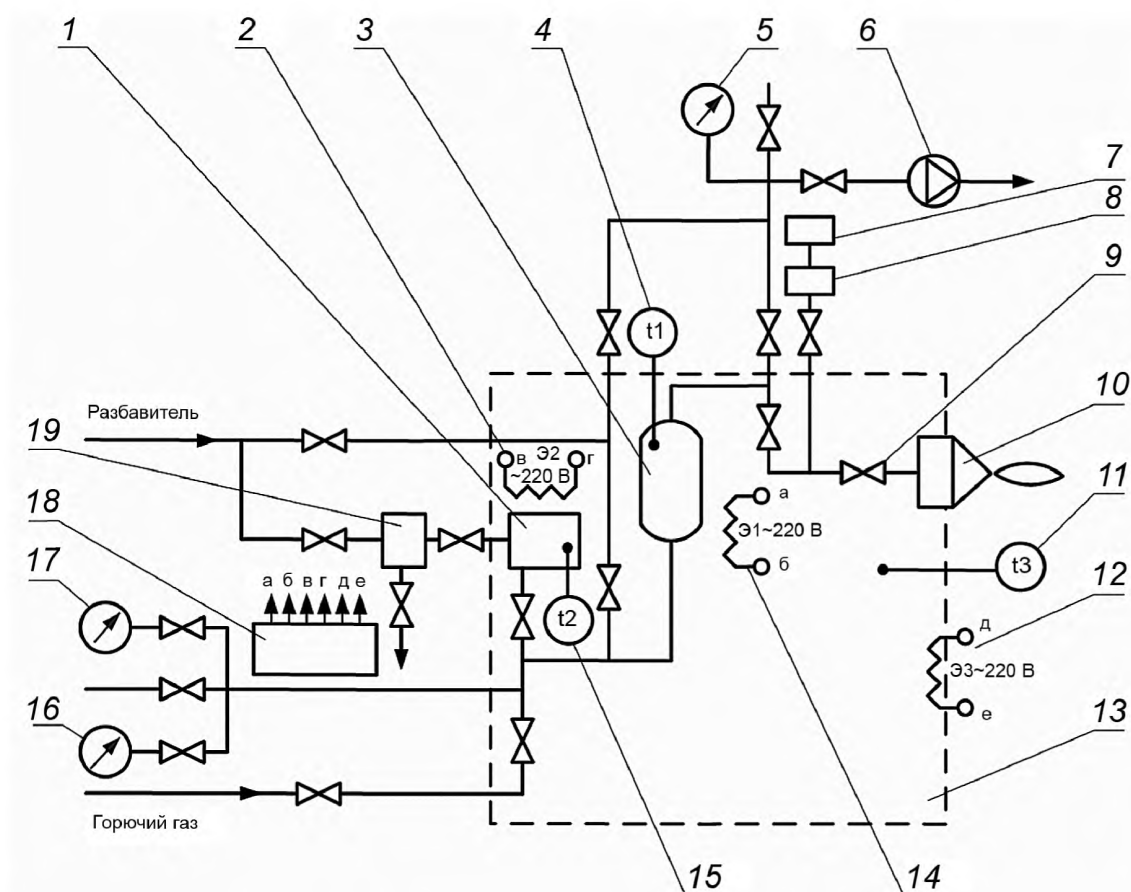 1 2 3 4 5 6
7
8
9
t1
Разбавитель
10
19
в Э2 г
~220 В
11
18
а
Э1~220 В
б
t3
17
а б в г д е
12
t2
д
Э3~220 В
е
16
13
Горючий газ
15 14